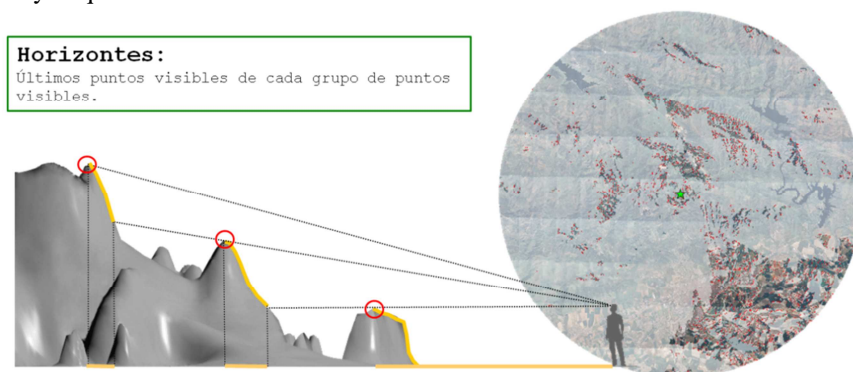 Horizontes:
Últimos puntos visibles de cada grupo de puntos
visibles.